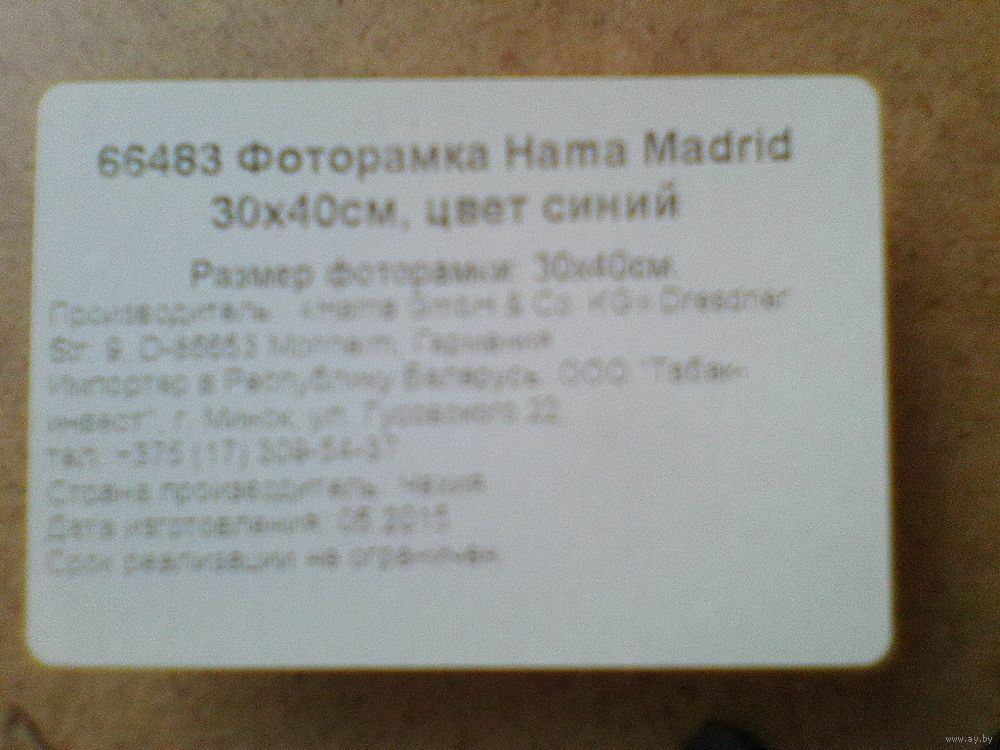 66483 Фоторамка Hama Madrid
30x40см, цвет синий
Размер фоторамки: 30x40см.
Производитель: «Hama GmbH & Co. KG» Dresdner
Str. 9, D-86653 Monheim, Германия
Импортер в Республику Беларусь: ООО "Табак-
инвест", г. Минск, ул.
тел. +375 (17)
Страна производитель: Чехия
Дата изготовления: 05.2015
Срок реализации не ограничен
www.ay.by